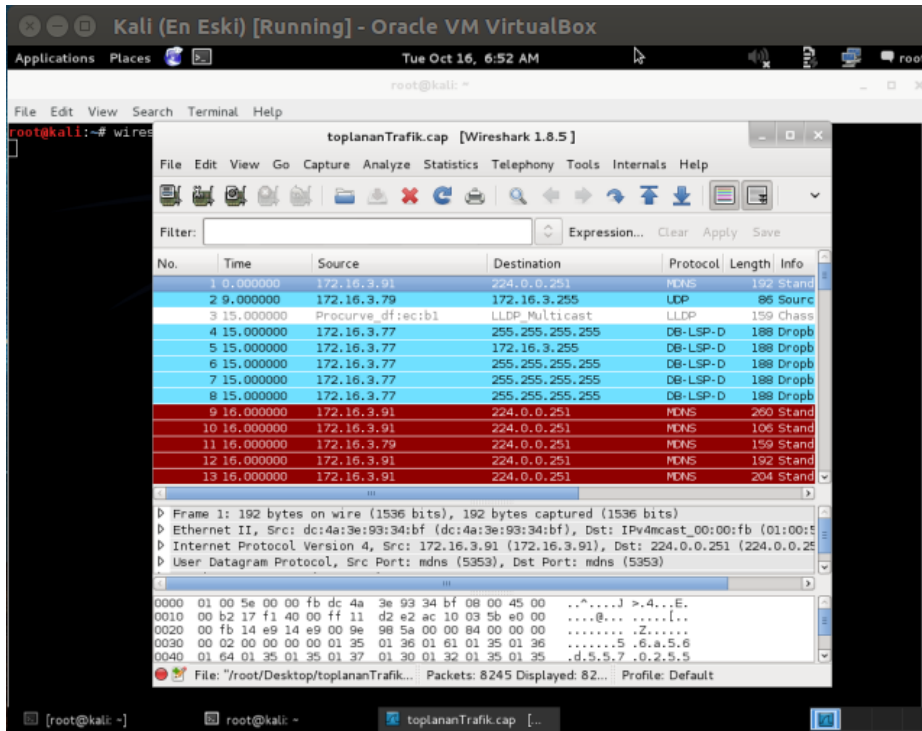 Kali (En Eski) [Running] - Oracle VM VirtualBox
Applications Places Tue Oct 16, 6:52 AM roo
root@kali: ~
File Edit View Search Terminal Help
root@kali:~# wires
toplananTrafik.cap [Wireshark 1.8.5 ]
File Edit View Go Capture Analyze Statistics Telephony Tools Internals Help
Filter: Expression... Clear Apply Save
No. Time Source Destination Protocol Length Info
1 0.000000 172.16.3.91 224.0.0.251 MDNS 192 Stand
2 9.000000 172.16.3.79 172.16.3.255 UDP 86 Sourc
3 15.000000 Procurve_df:ec:b1 LLDP_Multicast LLDP 159 Chass
4 15.000000 172.16.3.77 255.255.255.255 DB-LSP-D 188 Dropb
5 15.000000 172.16.3.77 172.16.3.255 DB-LSP-D 188 Dropb
6 15.000000 172.16.3.77 255.255.255.255 DB-LSP-D 188 Dropb
7 15.000000 172.16.3.77 255.255.255.255 DB-LSP-D 188 Dropb
8 15.000000 172.16.3.77 255.255.255.255 DB-LSP-D 188 Dropb
9 16.000000 172.16.3.91 224.0.0.251 MDNS 260 Stand
10 16.000000 172.16.3.91 224.0.0.251 MDNS 106 Stand
11 16.000000 172.16.3.79 224.0.0.251 MDNS 159 Stand
12 16.000000 172.16.3.91 224.0.0.251 MDNS 192 Stand
13 16.000000 172.16.3.91 224.0.0.251 MDNS 204 Stand
Frame 1: 192 bytes on wire (1536 bits), 192 bytes captured (1536 bits)
Ethernet II, Src: dc:4a:3e:93:34:bf (dc:4a:3e:93:34:bf), Dst: IPv4mcast_00:00:fb (01:00:5
Internet Protocol Version 4, Src: 172.16.3.91 (172.16.3.91), Dst: 224.0.0.251 (224.0.0.25
User Datagram Protocol, Src Port: mdns (5353), Dst Port: mdns (5353)
0000 01 00 5e 00 00 fb dc 4a 3e 93 34 bf 08 00 45 00 ..^....J >.4...E.
0010 00 b2 17 f1 40 00 ff 11 d2 e2 ac 10 03 5b e0 00 ....@... .....[..
0020 00 fb 14 e9 14 e9 00 9e 98 5a 00 00 84 00 00 00 ........ .Z......
0030 00 02 00 00 00 00 01 35 01 36 01 61 01 35 01 36 .......5 .6.a.5.6
0040 01 64 01 35 01 35 01 37 01 30 01 32 01 35 01 35 .d.5.5.7 .0.2.5.5
File: "/root/Desktop/toplananTrafik... Packets: 8245 Displayed: 82... Profile: Default
[root@kali: ~] root@kali: ~ toplananTrafik.cap [...